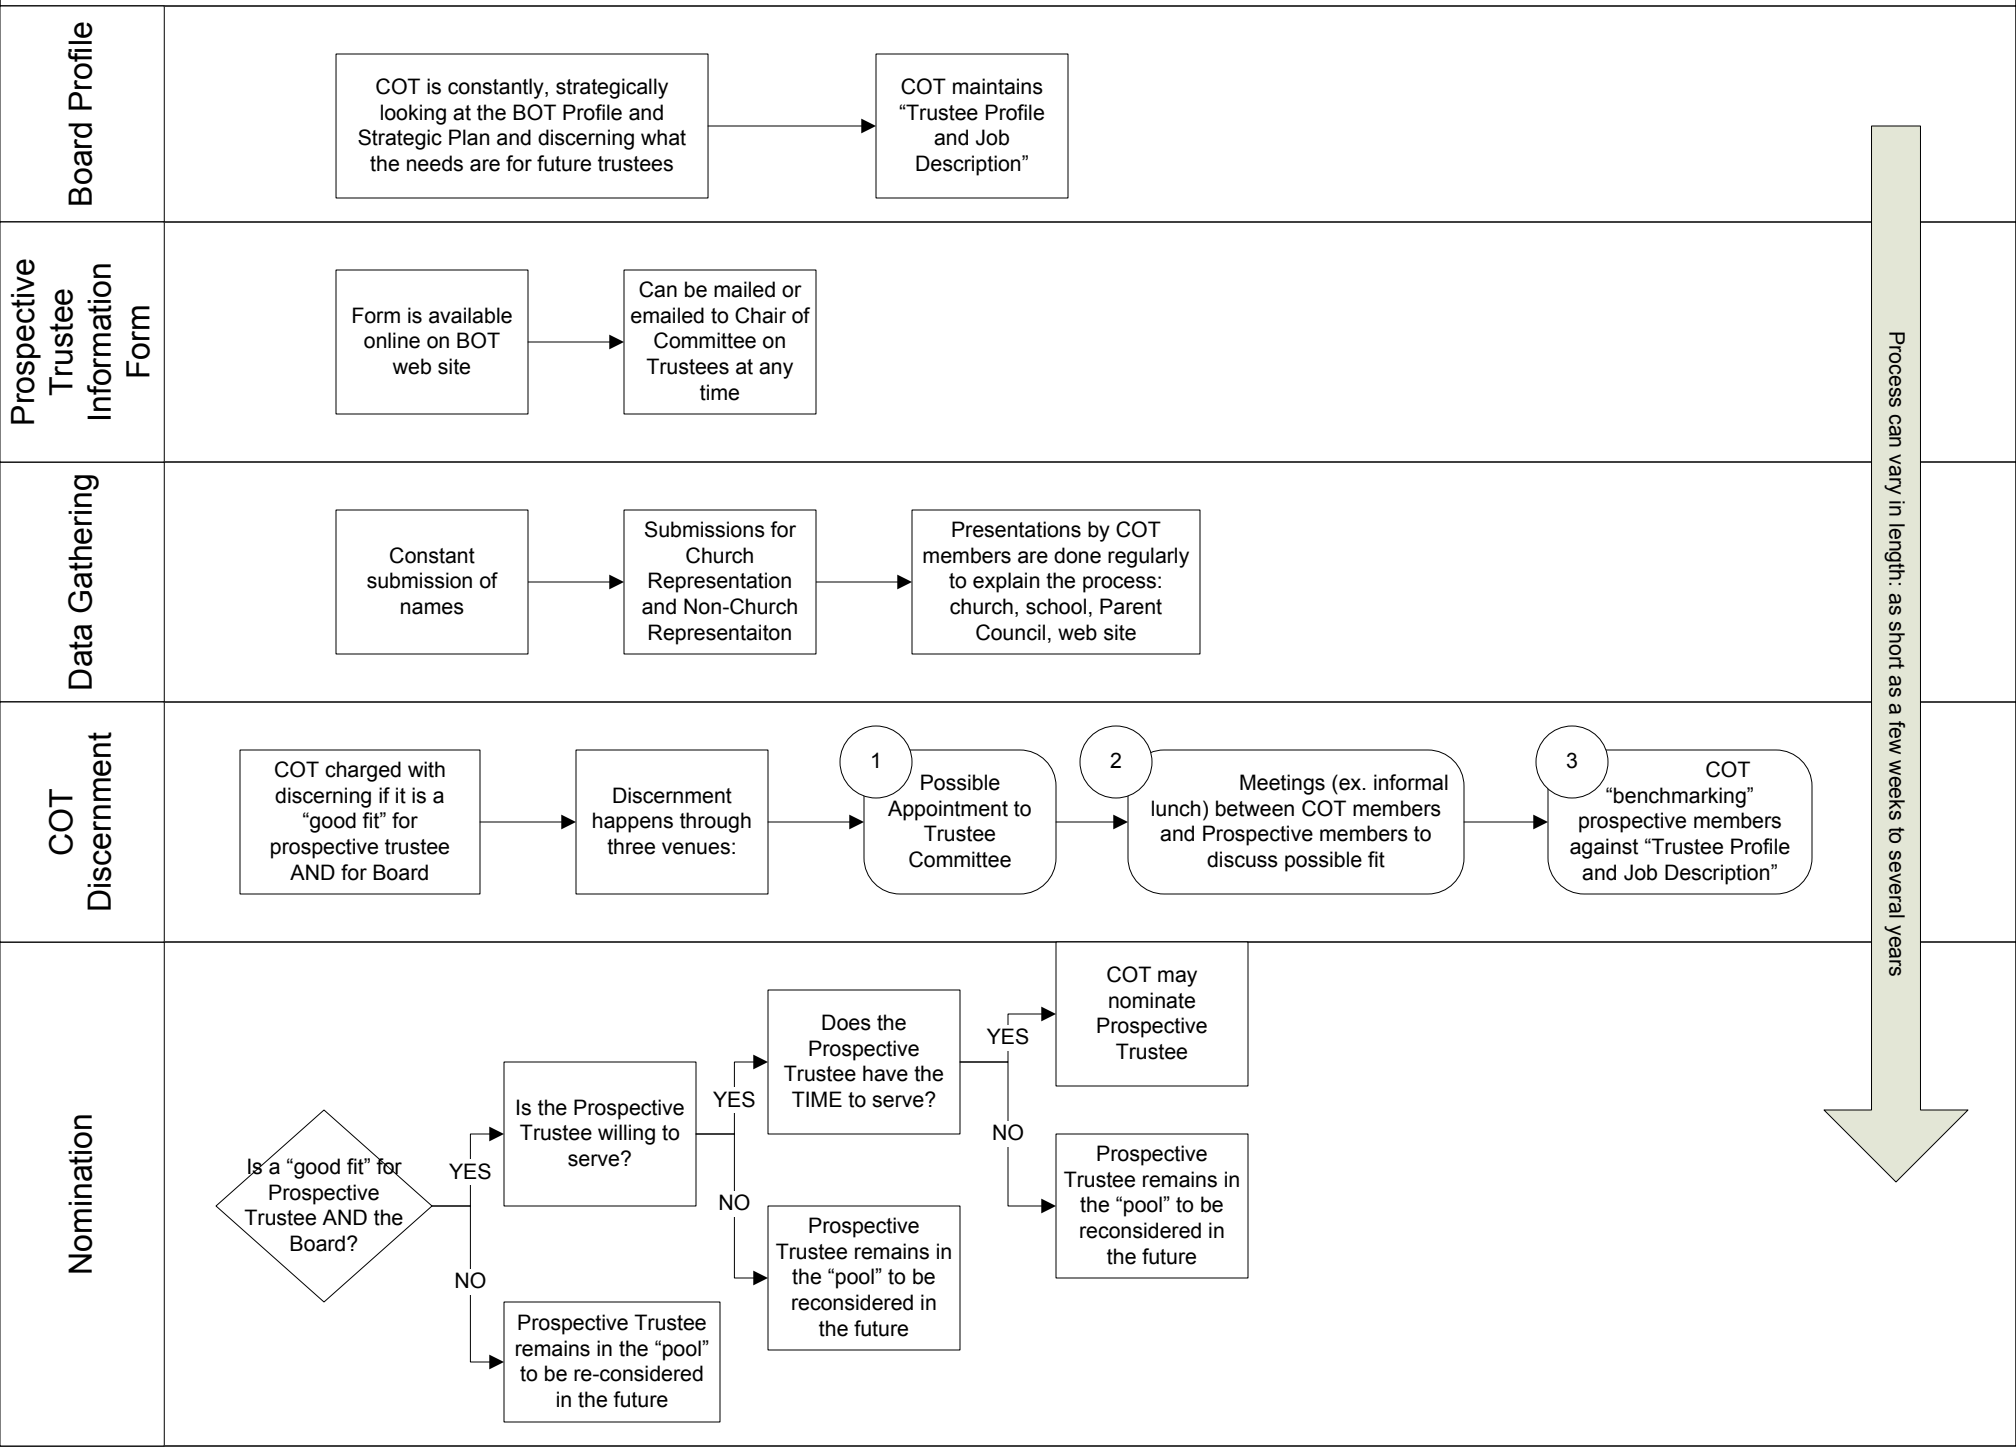 Board Profile
COT is constantly, strategically
looking at the BOT Profile and
Strategic Plan and discerning what
the needs are for future trustees
COT maintains
“Trustee Profile
and Job
Description”
Prospective
Trustee
Information
Form
Form is available
online on BOT
web site
Can be mailed or
emailed to Chair of
Committee on
Trustees at any
time
Data Gathering
Constant
submission of
names
Submissions for
Church
Representation
and Non-Church
Representaiton
Presentations by COT
members are done regularly
to explain the process:
church, school, Parent
Council, web site
COT
Discernment
COT charged with
discerning if it is a
“good fit” for
prospective trustee
AND for Board
Discernment
happens through
three venues:
1
Possible
Appointment to
Trustee
Committee
2
Meetings (ex. informal
lunch) between COT members
and Prospective members to
discuss possible fit
3
COT
“benchmarking”
prospective members
against “Trustee Profile
and Job Description”
Nomination
Is a “good fit” for
Prospective
Trustee AND the
Board?
YES
NO
Is the Prospective
Trustee willing to
serve?
Prospective Trustee
remains in the “pool”
to be re-considered
in the future
YES
NO
Does the
Prospective
Trustee have the
TIME to serve?
Prospective
Trustee remains in
the “pool” to be
reconsidered in
the future
YES
NO
COT may
nominate
Prospective
Trustee
Prospective
Trustee remains in
the “pool” to be
reconsidered in
the future
Process can vary in length: as short as a few weeks to several years